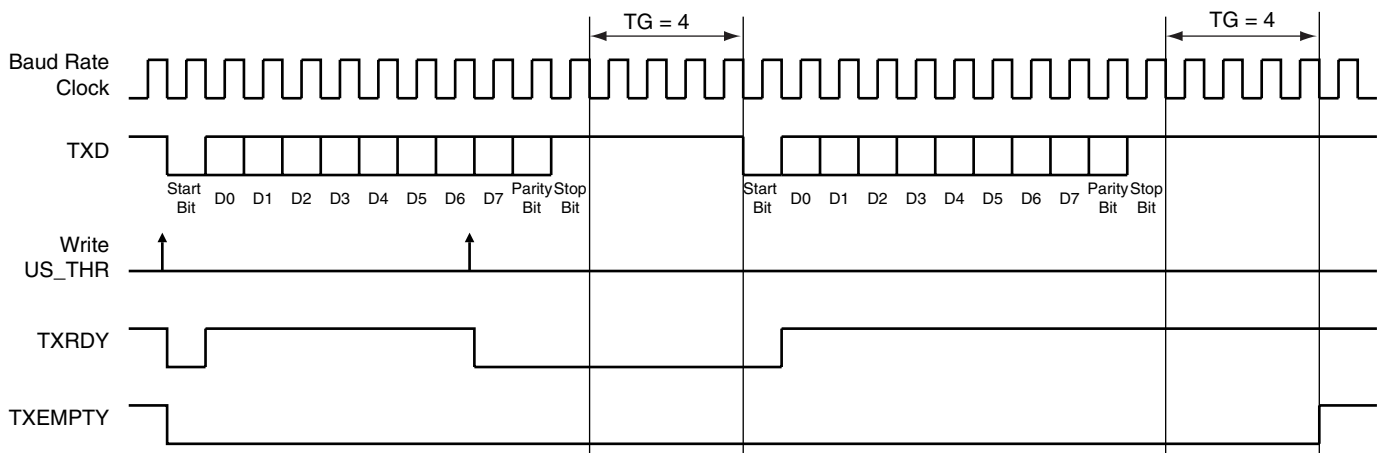 TG = 4
TG = 4
Baud Rate
Clock
TXD
Start
Bit
D0
D1
D2
D3
D4
D5
D6
D7
Parity
Bit
Stop
Bit
Start
Bit
D0
D1
D2
D3
D4
D5
D6
D7
Parity
Bit
Stop
Bit
Write
US_THR
TXRDY
TXEMPTY